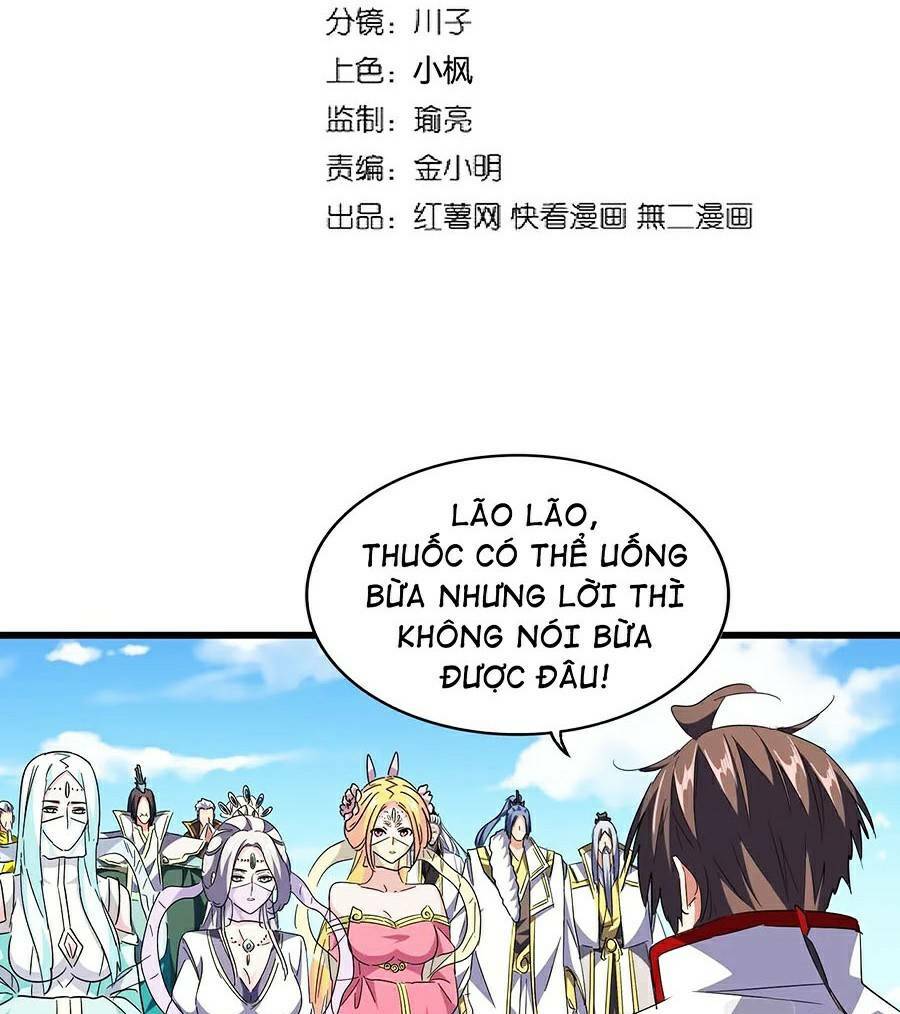 分镜：川子
上色：小枫
监制：瑜亮
责编：金小明
出品：红薯网 快看漫画 無二漫画
LÃO LÃO,
THUỐC CÓ THỂ UỐNG
BỪA NHƯNG LỜI THÌ
KHÔNG NÓI BỪA
ĐƯỢC ĐÂU!